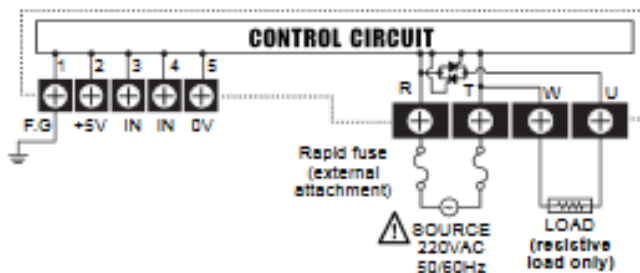 CONTROL CIRCUIT
1 2 3 4 5
R T W U
F.G +5V IN IN 0V
Rapid fuse
(external
attachment)
SOURCE
220VAC
50/60Hz
LOAD
(resistive
load only)